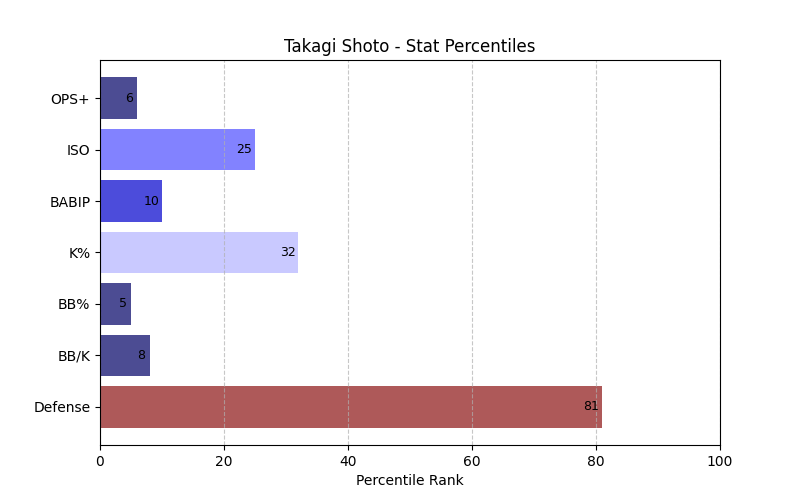 Takagi Shoto - Stat Percentiles
OPS+ 6
ISO 25
BABIP 10
K% 32
BB% 5
BB/K 8
Defense 81
0 20 40 60 80 100
Percentile Rank